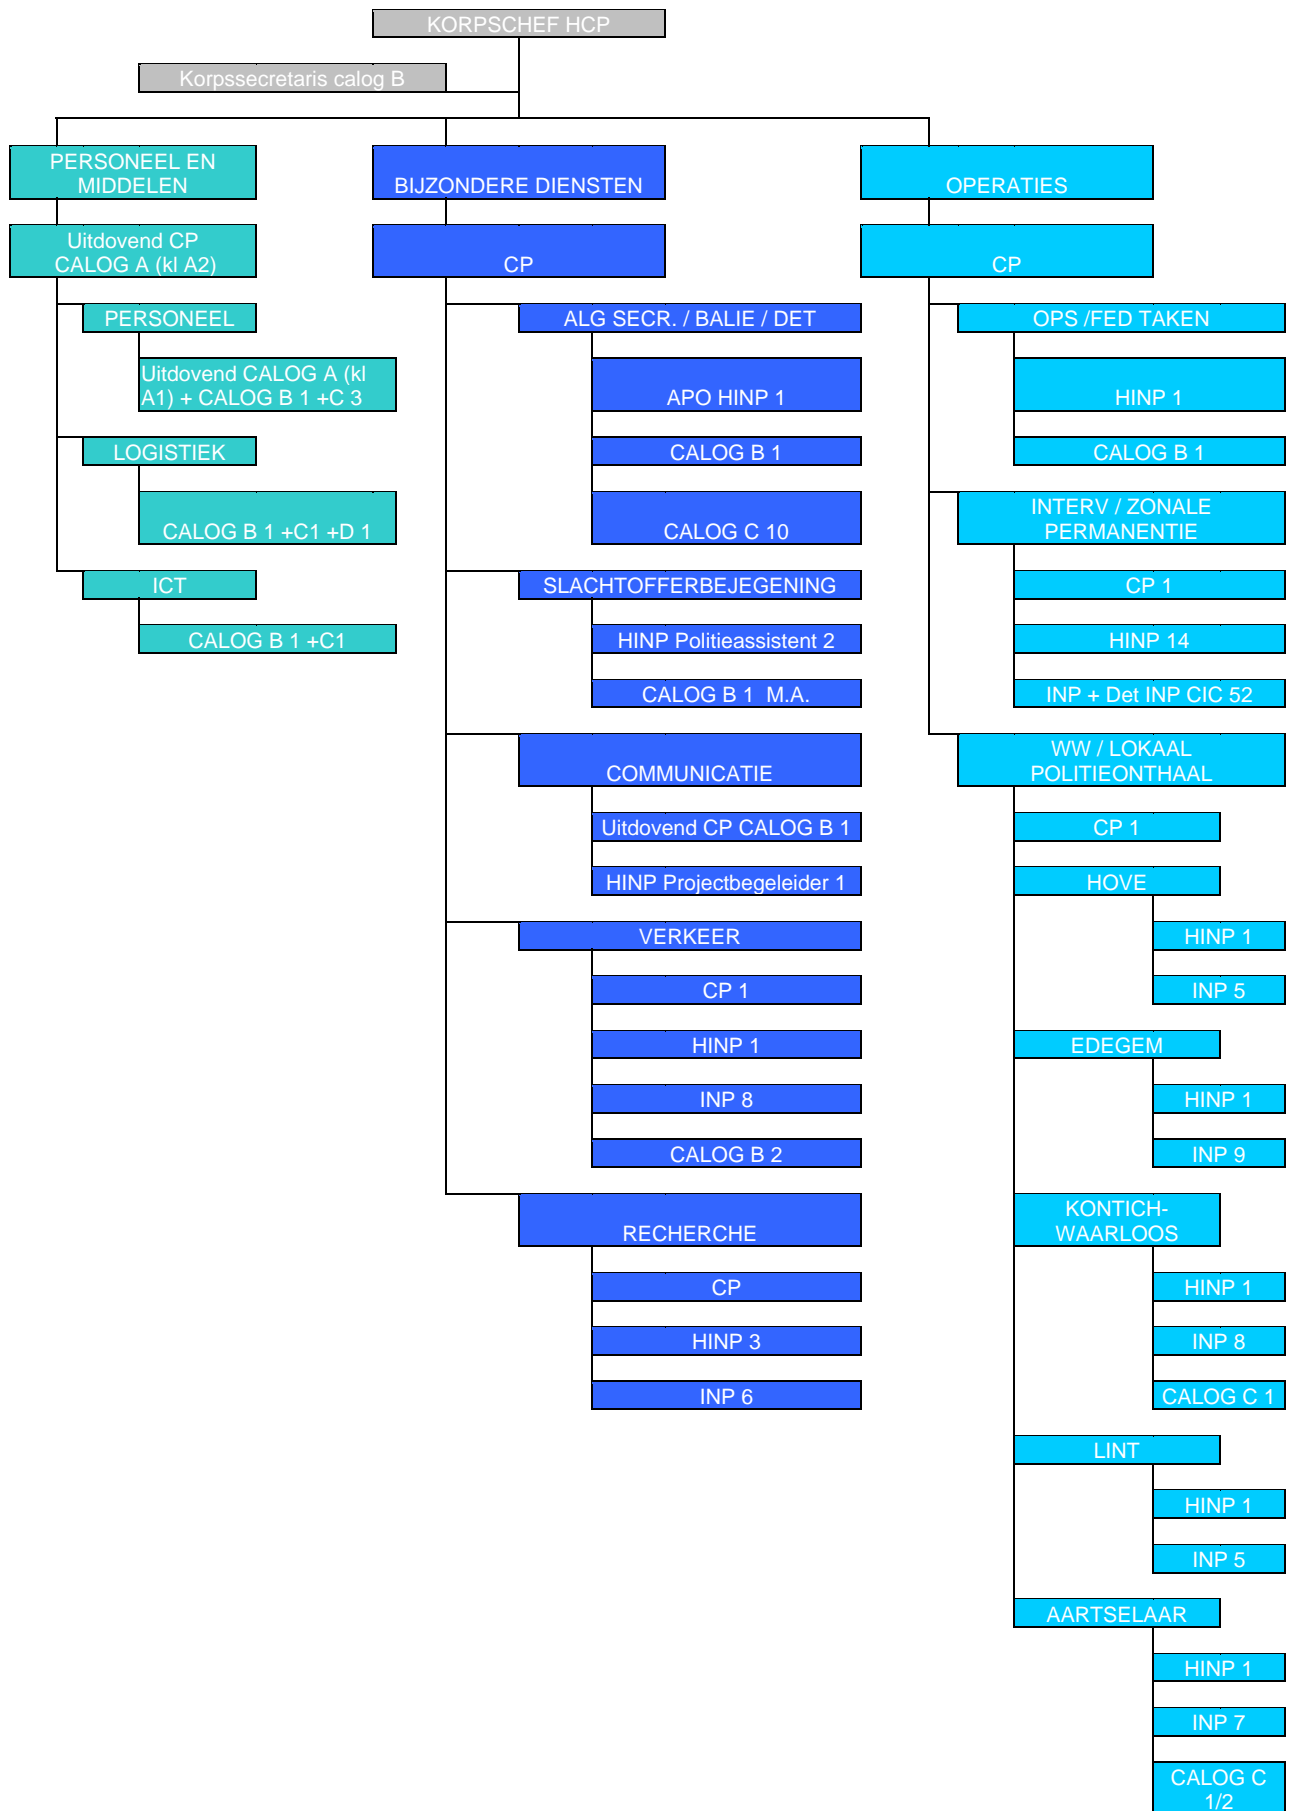 KORPSCHEF HCP
Korpssecretaris calog B
PERSONEEL EN
MIDDELEN
Uitdovend CP
CALOG A (kl A2)
PERSONEEL
Uitdovend CALOG A (kl
A1) + CALOG B 1 +C 3
LOGISTIEK
CALOG B 1 +C1 +D 1
ICT
CALOG B 1 +C1
BIJZONDERE DIENSTEN
CP
ALG SECR. / BALIE / DET
APO HINP 1
CALOG B 1
CALOG C 10
SLACHTOFFERBEJEGENING
HINP Politieassistent 2
CALOG B 1 M.A.
COMMUNICATIE
Uitdovend CP CALOG B 1
HINP Projectbegeleider 1
VERKEER
CP 1
HINP 1
INP 8
CALOG B 2
RECHERCHE
CP
HINP 3
INP 6
OPERATIES
CP
OPS /FED TAKEN
HINP 1
CALOG B 1
INTERV / ZONALE
PERMANENTIE
CP 1
HINP 14
INP + Det INP CIC 52
WW / LOKAAL
POLITIEONTHAAL
CP 1
HOVE
HINP 1
INP 5
EDEGEM
HINP 1
INP 9
KONTICH-
WAARLOOS
HINP 1
INP 8
CALOG C 1
LINT
HINP 1
INP 5
AARTSELAAR
HINP 1
INP 7
CALOG C
1/2